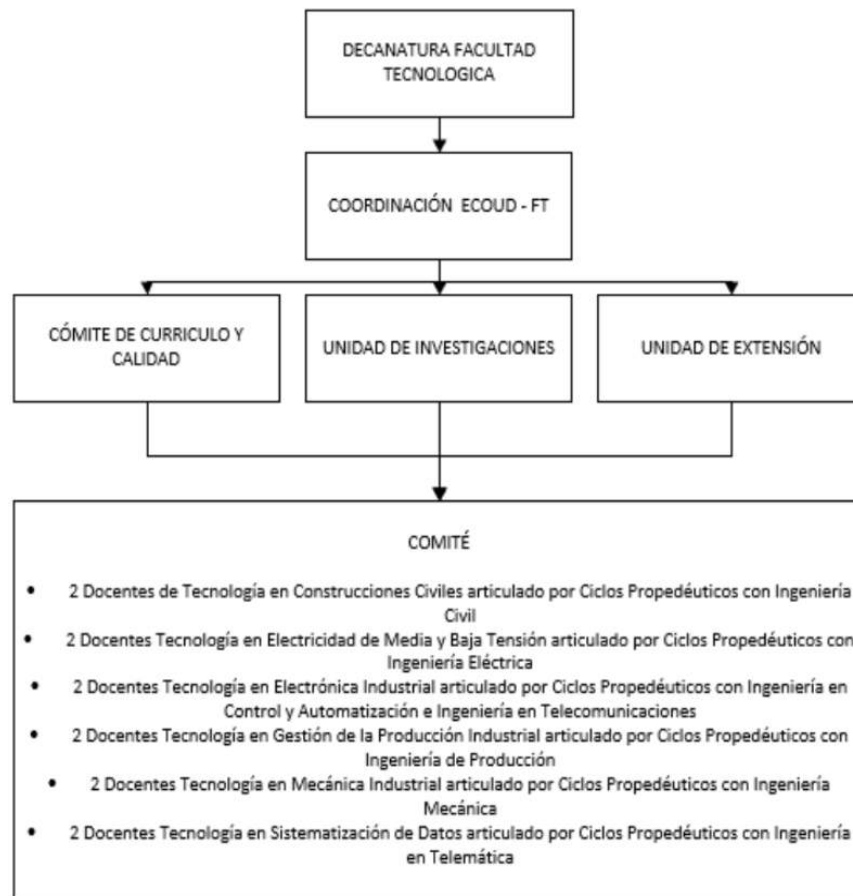 DECANATURA FACULTAD
TECNOLOGICA
COORDINACIÓN ECOUD - FT
CÓMITE DE CURRICULO Y
CALIDAD
UNIDAD DE INVESTIGACIONES
UNIDAD DE EXTENSIÓN
COMITÉ
• 2 Docentes de Tecnología en Construcciones Civiles articulado por Ciclos Propedéuticos con Ingeniería
Civil
• 2 Docentes Tecnología en Electricidad de Media y Baja Tensión articulado por Ciclos Propedéuticos con
Ingeniería Eléctrica
• 2 Docentes Tecnología en Electrónica Industrial articulado por Ciclos Propedéuticos con Ingeniería en
Control y Automatización e Ingeniería en Telecomunicaciones
• 2 Docentes Tecnología en Gestión de la Producción Industrial articulado por Ciclos Propedéuticos con
Ingeniería de Producción
• 2 Docentes Tecnología en Mecánica Industrial articulado por Ciclos Propedéuticos con Ingeniería
Mecánica
• 2 Docentes Tecnología en Sistematización de Datos articulado por Ciclos Propedéuticos con Ingeniería
en Telemática